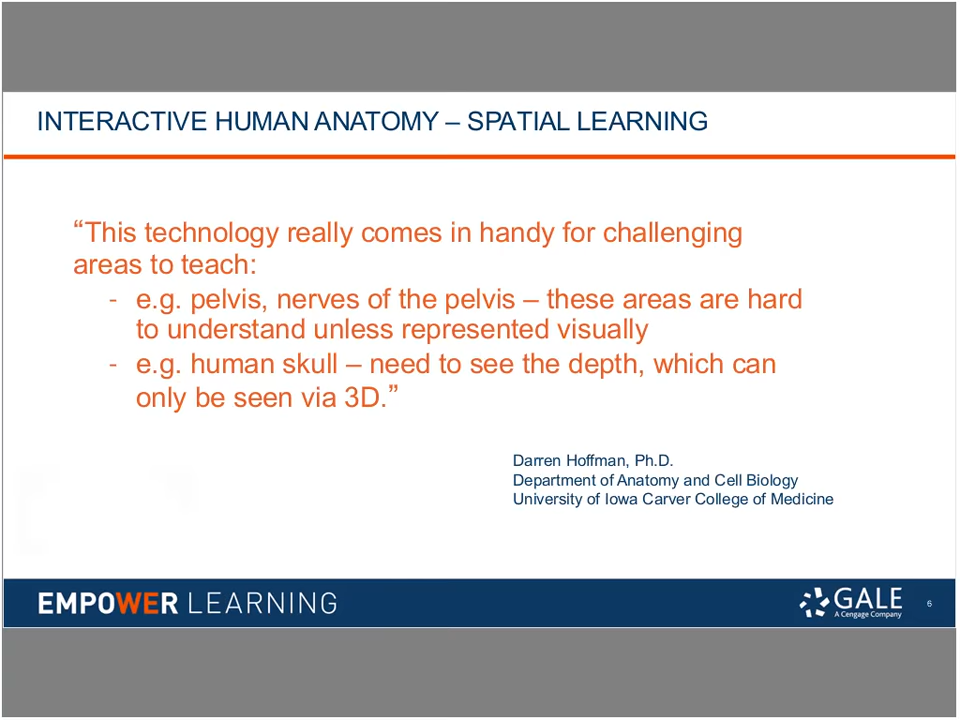 INTERACTIVE HUMAN ANATOMY – SPATIAL LEARNING
“This technology really comes in handy for challenging
areas to teach:
- e.g. pelvis, nerves of the pelvis – these areas are hard
to understand unless represented visually
- e.g. human skull – need to see the depth, which can
only be seen via 3D.”
Darren Hoffman, Ph.D.
Department of Anatomy and Cell Biology
University of Iowa Carver College of Medicine
EMPOWER LEARNING
GALE
A Cengage Company
6